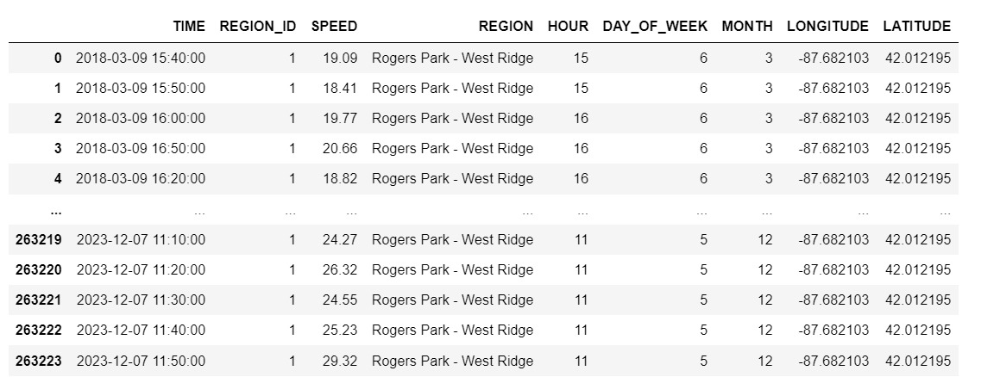 TIME REGION_ID SPEED REGION HOUR DAY_OF_WEEK MONTH LONGITUDE LATITUDE
0 2018-03-09 15:40:00 1 19.09 Rogers Park - West Ridge 15 6 3 -87.682103 42.012195
1 2018-03-09 15:50:00 1 18.41 Rogers Park - West Ridge 15 6 3 -87.682103 42.012195
2 2018-03-09 16:00:00 1 19.77 Rogers Park - West Ridge 16 6 3 -87.682103 42.012195
3 2018-03-09 16:50:00 1 20.66 Rogers Park - West Ridge 16 6 3 -87.682103 42.012195
4 2018-03-09 16:20:00 1 18.82 Rogers Park - West Ridge 16 6 3 -87.682103 42.012195
... ... ... ... ... ... ... ... ... ...
263219 2023-12-07 11:10:00 1 24.27 Rogers Park - West Ridge 11 5 12 -87.682103 42.012195
263220 2023-12-07 11:20:00 1 26.32 Rogers Park - West Ridge 11 5 12 -87.682103 42.012195
263221 2023-12-07 11:30:00 1 24.55 Rogers Park - West Ridge 11 5 12 -87.682103 42.012195
263222 2023-12-07 11:40:00 1 25.23 Rogers Park - West Ridge 11 5 12 -87.682103 42.012195
263223 2023-12-07 11:50:00 1 29.32 Rogers Park - West Ridge 11 5 12 -87.682103 42.012195